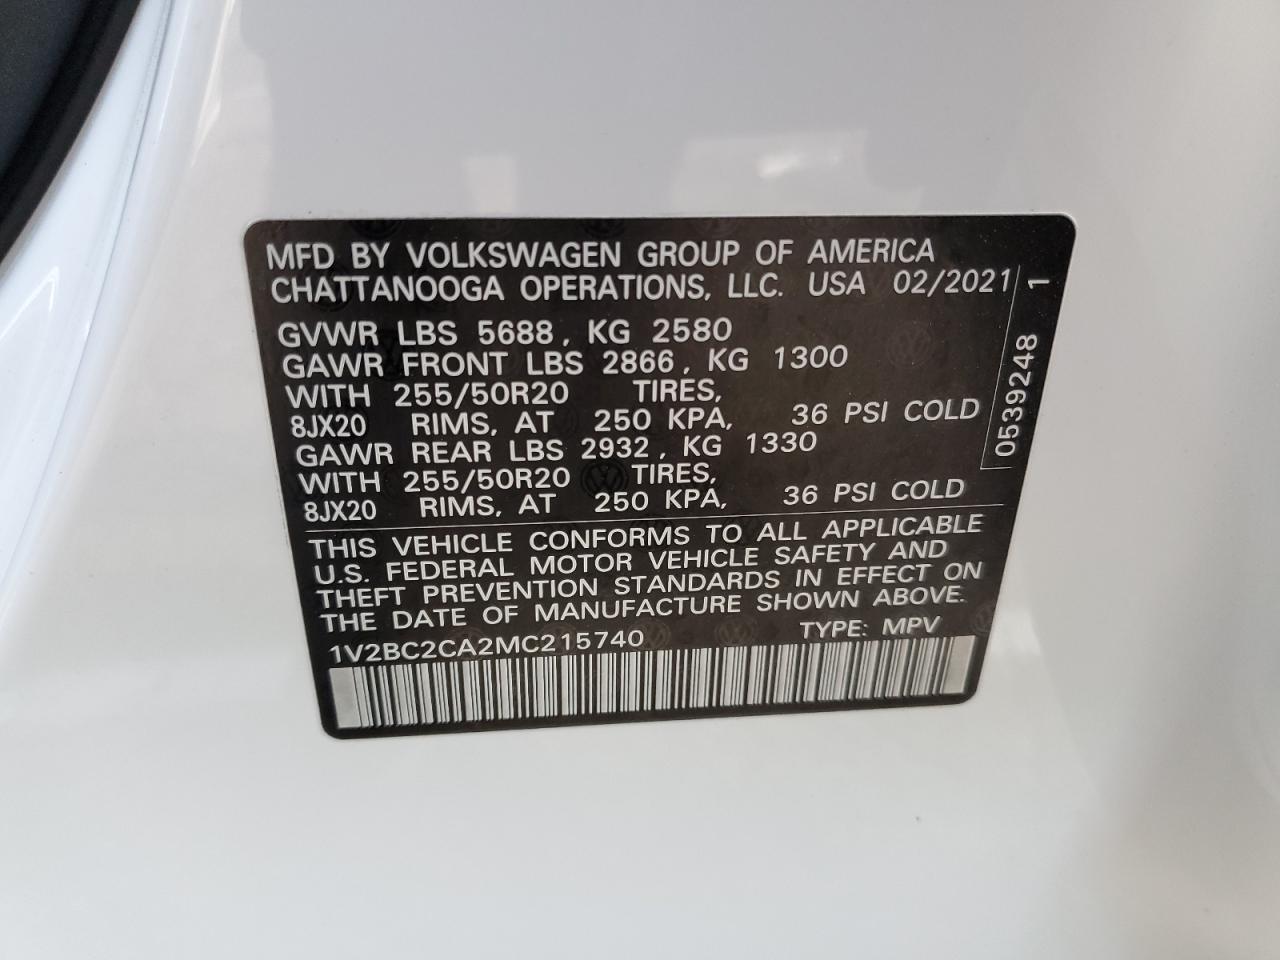 MFD BY VOLKSWAGEN GROUP OF AMERICA
CHATTANOOGA OPERATIONS, LLC. USA 02/2021
GVWR LBS 5688, KG 2580
GAWR FRONT LBS 2866, KG 1300
WITH 255/50R20 TIRES,
8JX20 RIMS, AT 250 KPA, 36 PSI COLD
GAWR REAR LBS 2932, KG 1330
WITH 255/50R20 TIRES,
8JX20 RIMS, AT 250 KPA, 36 PSI COLD
THIS VEHICLE CONFORMS TO ALL APPLICABLE
U.S. FEDERAL MOTOR VEHICLE SAFETY AND
THEFT PREVENTION STANDARDS IN EFFECT ON
THE DATE OF MANUFACTURE SHOWN ABOVE.
1V2BC2CA2MC215740 TYPE: MPV
0539248 1